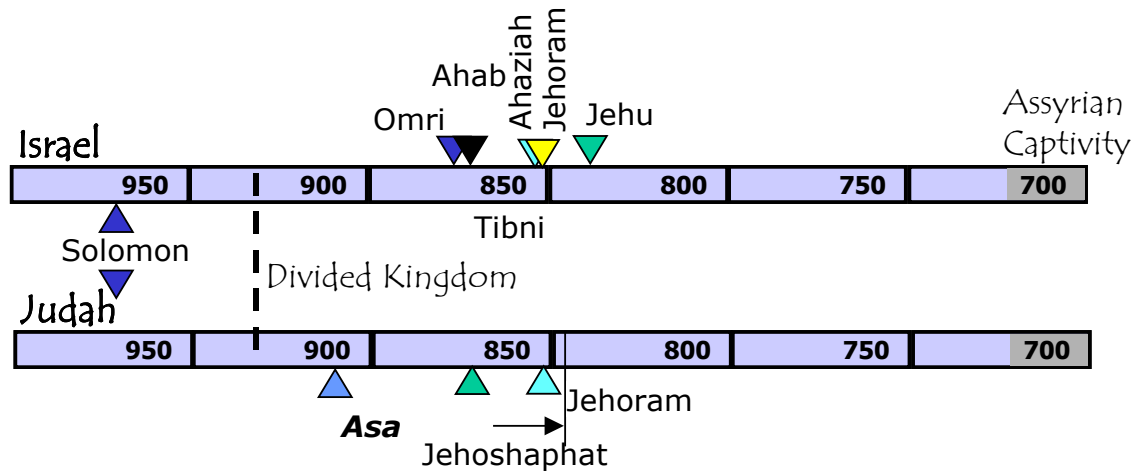 Ahab
Ahaziah
Jehoram
Omri
Jehu
Assyrian
Captivity
Israel
950 900 850 800 750 700
Tibni
Solomon
Divided Kingdom
Judah
950 900 850 800 750 700
Jehoram
Asa
Jehoshaphat